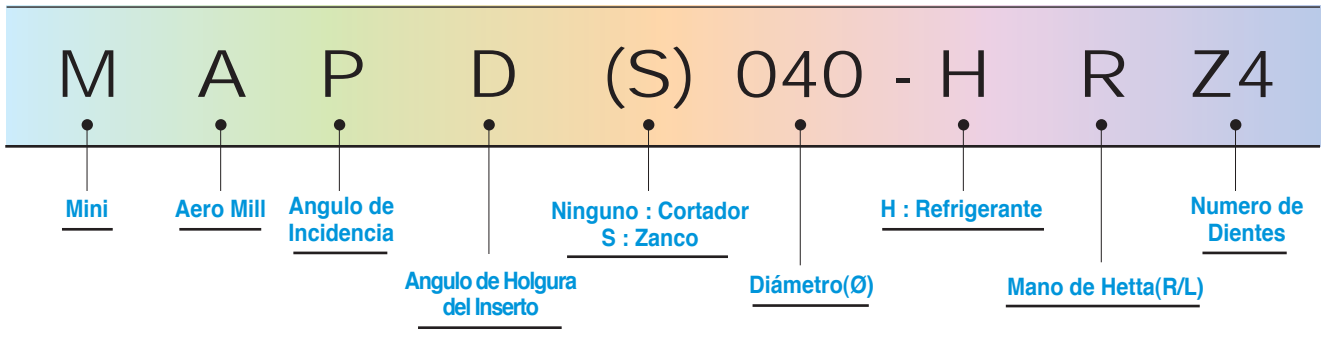 M A P D (S) 040 - H R Z4
Mini
Aero Mill
Angulo de
Incidencia
Angulo de Holgura
del Inserto
Ninguno : Cortador
S : Zanco
Diámetro(Ø)
H : Refrigerante
Mano de Hetta(R/L)
Numero de
Dientes